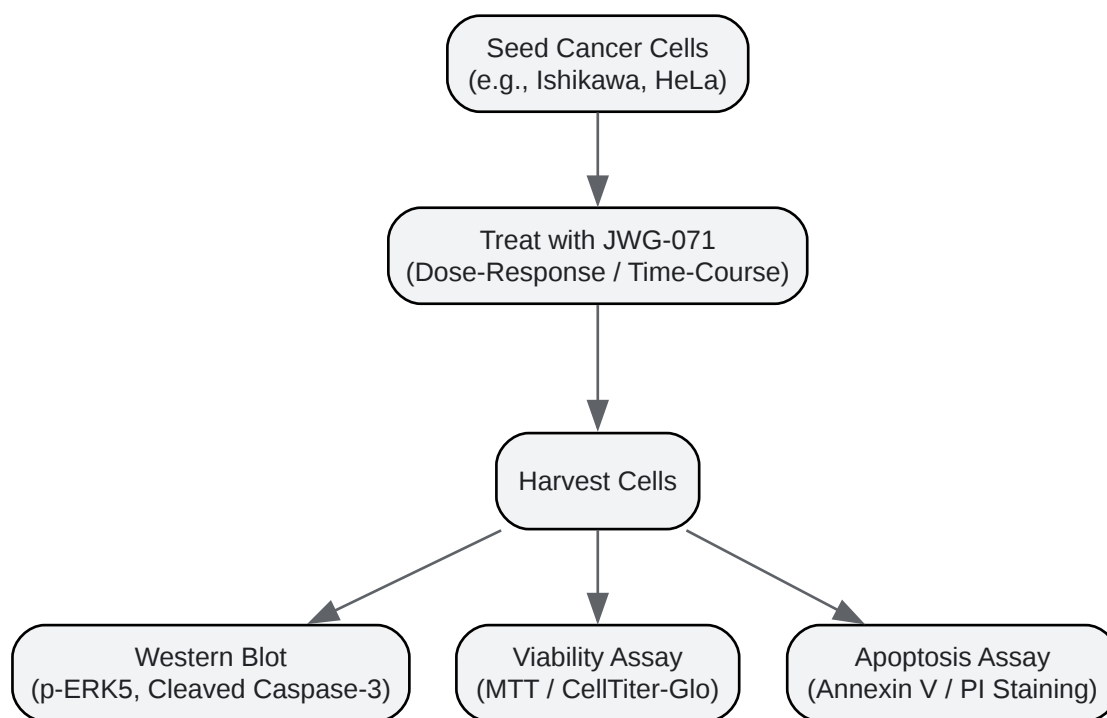 Seed Cancer Cells
(e.g., Ishikawa, HeLa)
Treat with JWG-071
(Dose-Response / Time-Course)
Harvest Cells
Western Blot
(p-ERK5, Cleaved Caspase-3)
Viability Assay
(MTT / CellTiter-Glo)
Apoptosis Assay
(Annexin V / PI Staining)